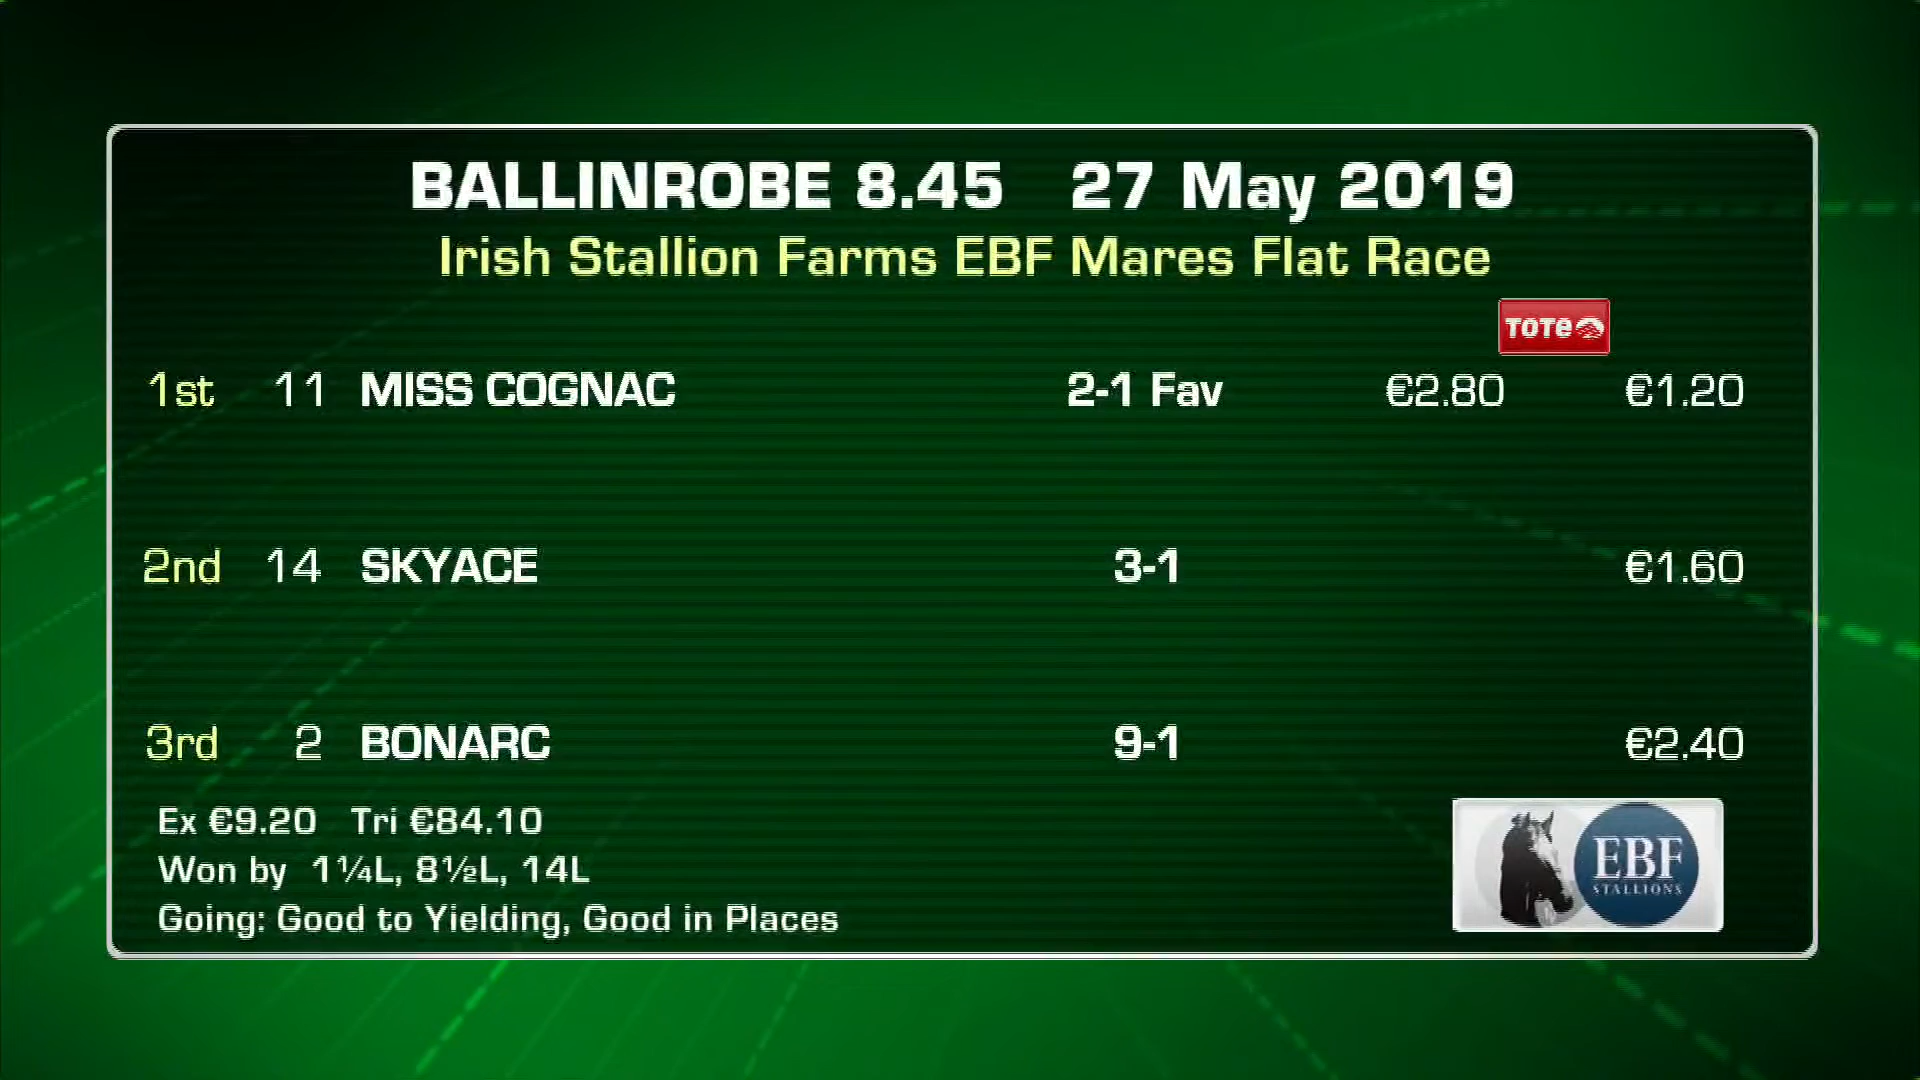 BALLINROBE 8.45 27 May 2019
Irish Stallion Farms EBF Mares Flat Race
TOTE
1st 11 MISS COGNAC 2-1 Fav €2.80 €1.20
2nd 14 SKYACE 3-1 €1.60
3rd 2 BONARC 9-1 €2.40
Ex €9.20 Tri €84.10
Won by 1¼L, 8½L, 14L
Going: Good to Yielding, Good in Places
EBF
STALLIONS